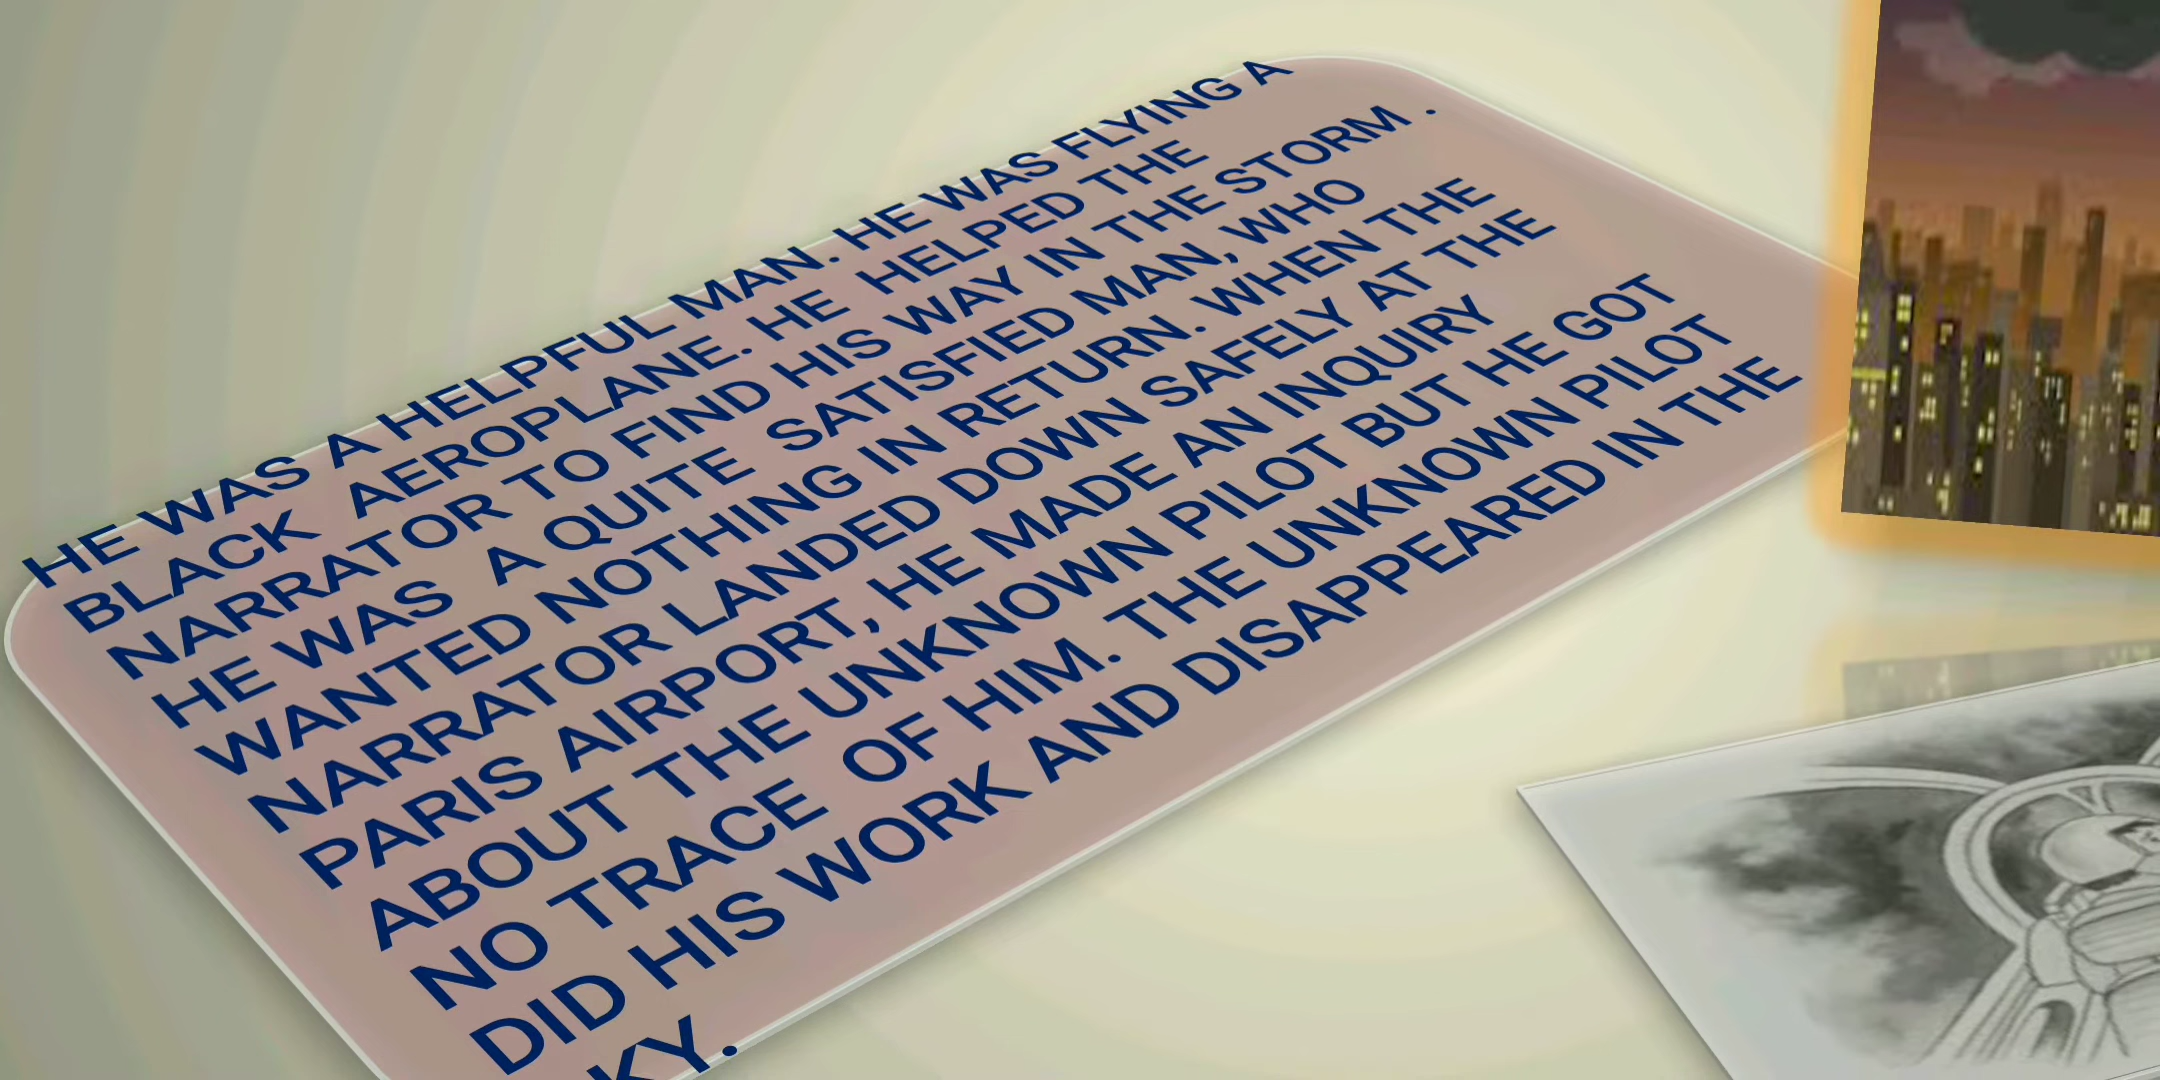 HE WAS A HELPFUL MAN. HE WAS FLYING A
BLACK AEROPLANE. HE HELPED THE
NARRATOR TO FIND HIS WAY IN THE STORM .
HE WAS A QUITE SATISFIED MAN, WHO
WANTED NOTHING IN RETURN. WHEN THE
NARRATOR LANDED DOWN SAFELY AT THE
PARIS AIRPORT, HE MADE AN INQUIRY
ABOUT THE UNKNOWN PILOT BUT HE GOT
NO TRACE OF HIM. THE UNKNOWN PILOT
DID HIS WORK AND DISAPPEARED IN THE
KY.